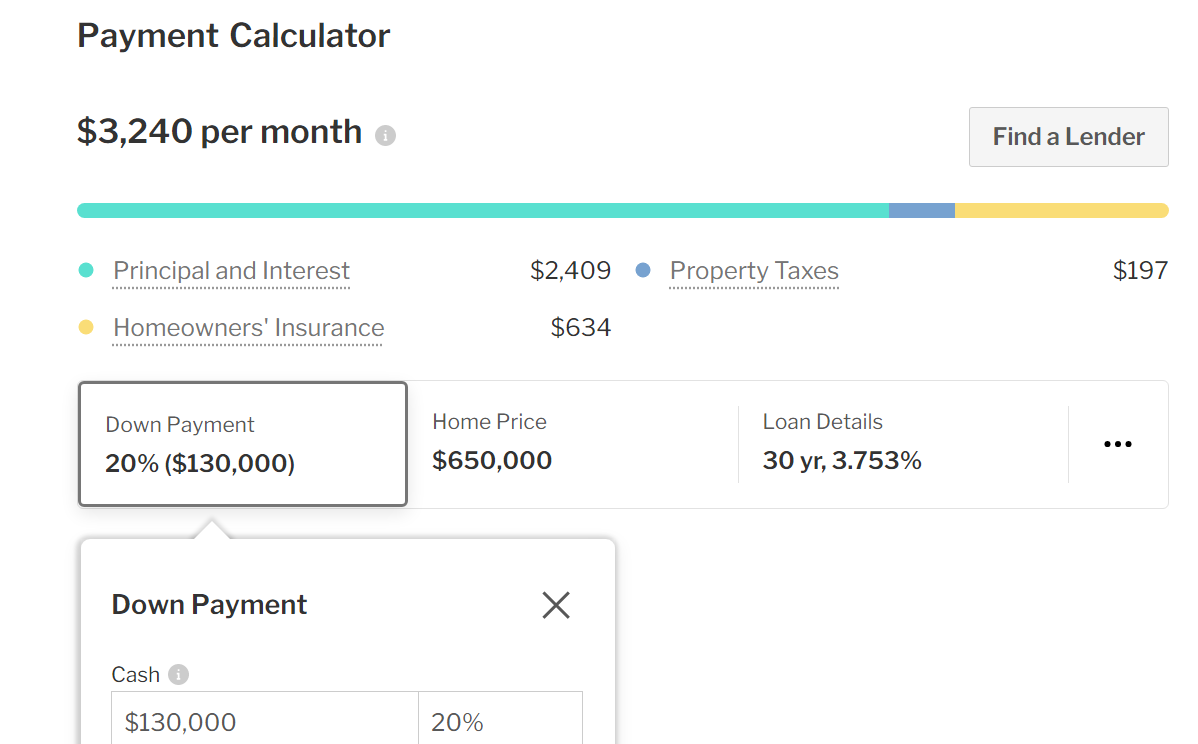 Payment Calculator
$3,240 per month
Find a Lender
Principal and Interest $2,409
Property Taxes $197
Homeowners' Insurance $634
Down Payment
20% ($130,000)
Home Price
$650,000
Loan Details
30 yr, 3.753%
Down Payment
Cash
$130,000 20%